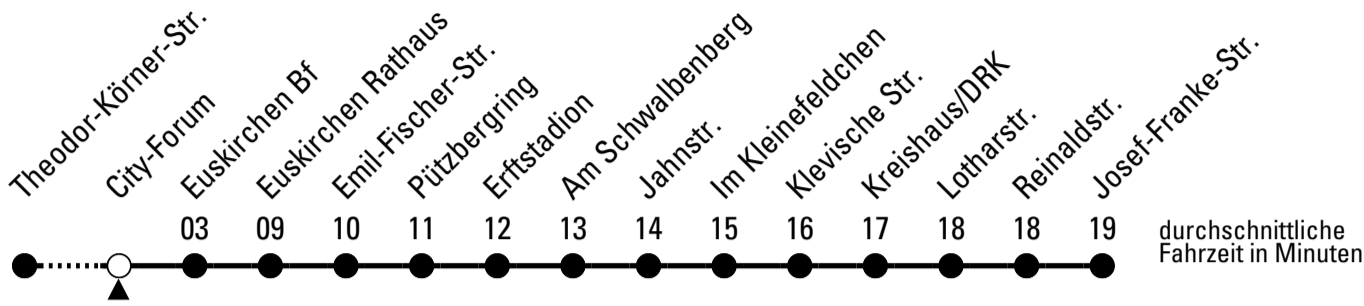 Theodor-Körner-Str.
City-Forum
Euskirchen Bf
Euskirchen Rathaus
Emil-Fischer-Str.
Pützbergring
Erftstadion
Am Schwalbenberg
Jahnstr.
Im Kleinefeldchen
Klevische Str.
Kreishaus/DRK
Lotharstr.
Reinaldstr.
Josef-Franke-Str.
03 09 10 11 12 13 14 15 16 17 18 18 19
durchschnittliche
Fahrzeit in Minuten